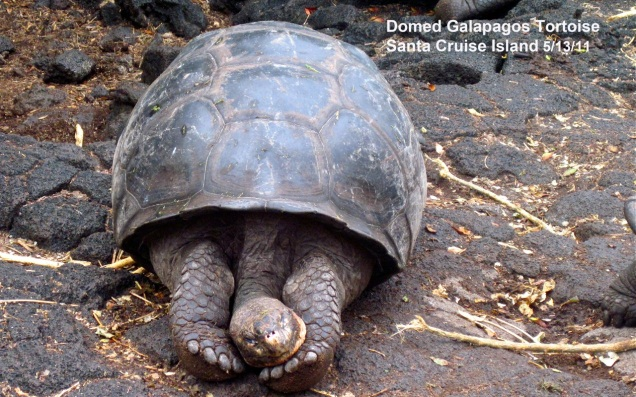 Domed Galapagos Tortoise
Santa Cruise Island 5/13/11